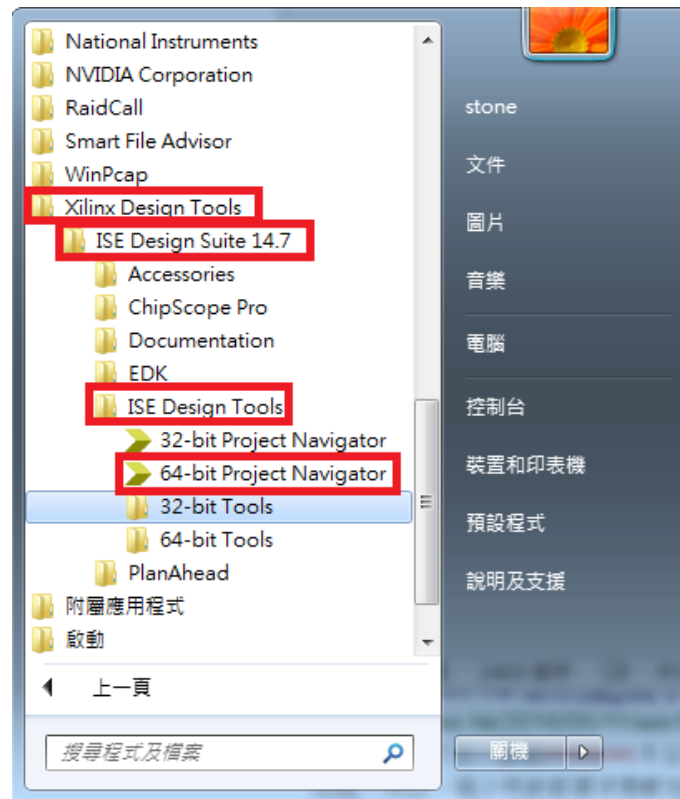 National Instruments
NVIDIA Corporation
RaidCall
Smart File Advisor
WinPcap
Xilinx Design Tools
ISE Design Suite 14.7
Accessories
ChipScope Pro
Documentation
EDK
ISE Design Tools
32-bit Project Navigator
64-bit Project Navigator
32-bit Tools
64-bit Tools
PlanAhead
附屬應用程式
啟動
上一頁
搜尋程式及檔案
stone
文件
圖片
音樂
電腦
控制台
裝置和印表機
預設程式
說明及支援
關機